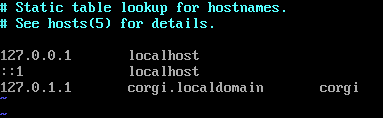 # Static table lookup for hostnames.
# See hosts(5) for details.
127.0.0.1 localhost
::1 localhost
127.0.1.1 corgi.localdomain corgi
~
~